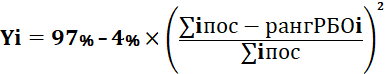 Yi = 97% - 4% × (∑iпос – рангРБОi / ∑iпос)²